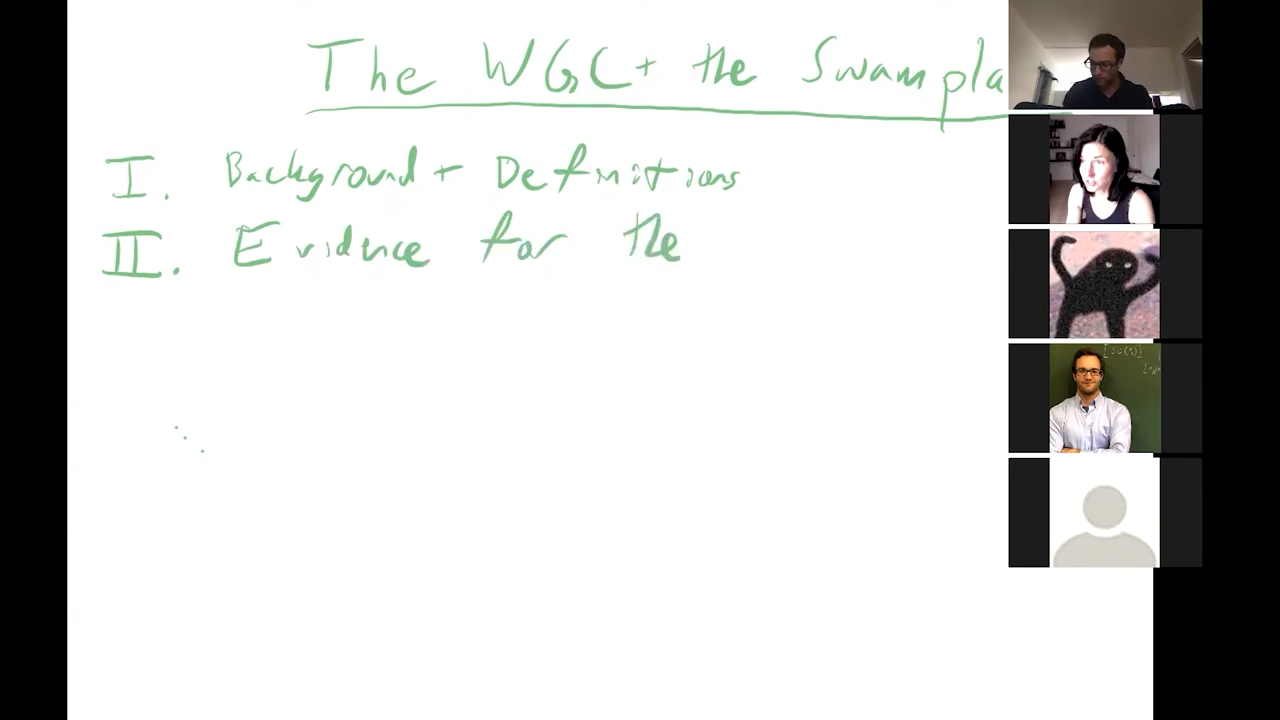 The WGC + the Swampla
I. Background + Definitions
II. Evidence for the